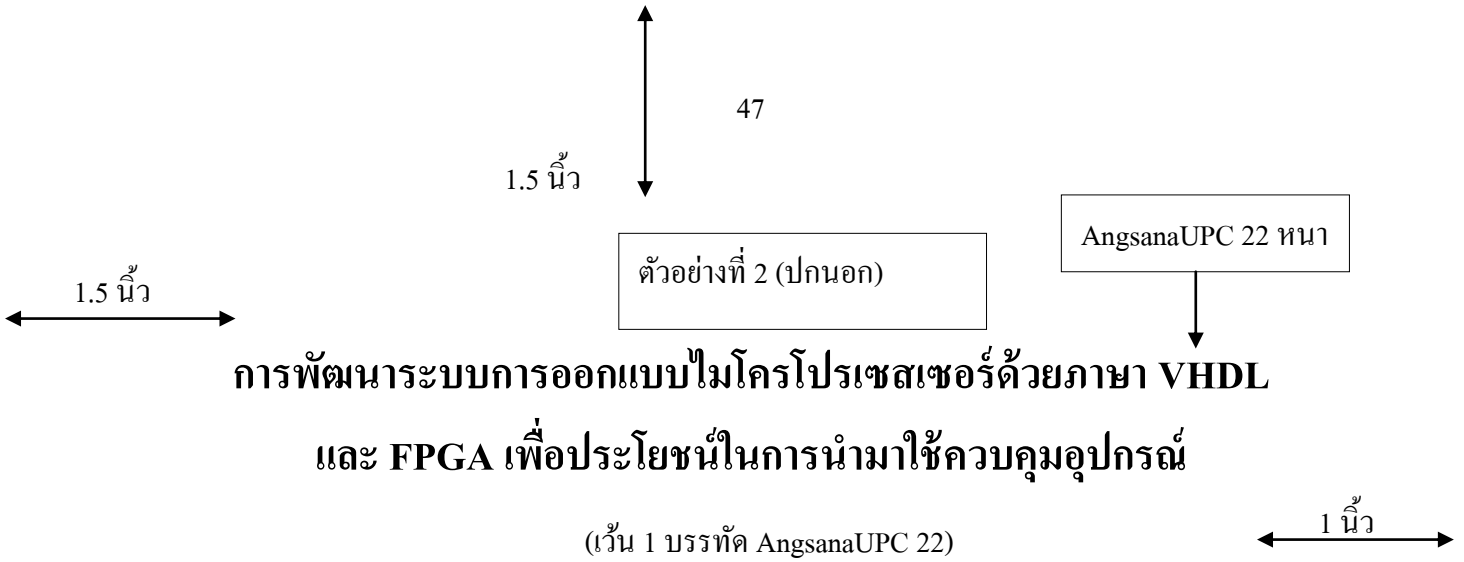 47
1.5 นิ้ว
AngsanaUPC 22 หนา
ตัวอย่างที่ 2 (ปกนอก)
1.5 นิ้ว
การพัฒนาระบบการออกแบบไมโครโปรเซสเซอร์ด้วยภาษา VHDL
และ FPGA เพื่อประโยชน์ในการนำมาใช้ควบคุมอุปกรณ์
1 นิ้ว
(เว้น 1 บรรทัด AngsanaUPC 22)